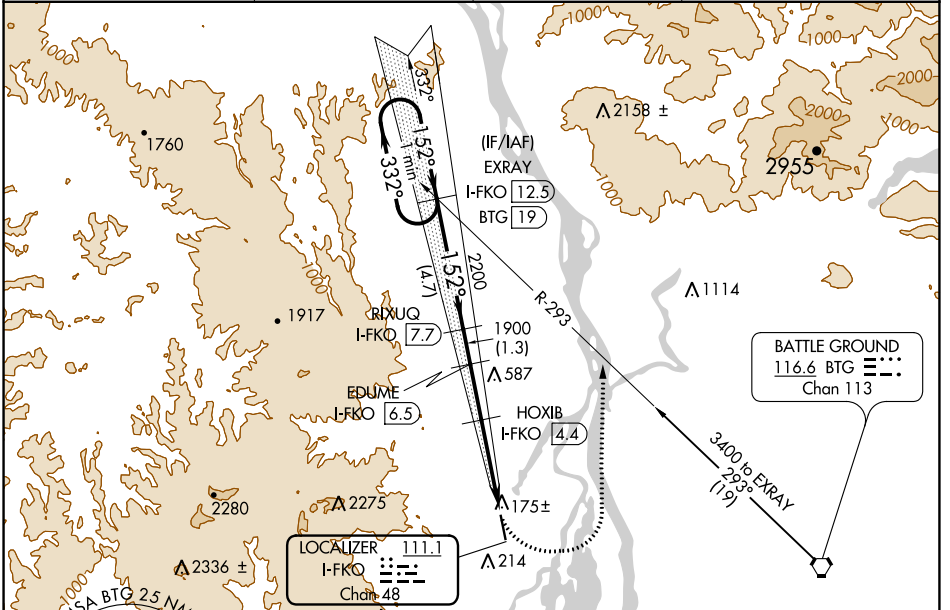 1000
1000
1000
2000
2000
1000
1000
1000
1000
1760
2158 ±
2955
332°
152°
1 min
332°
(IF/IAF)
EXRAY
I-FKO 12.5
BTG 19
152°
(4.7)
2200
R-293
1114
1917
RIXUQ
I-FKO 7.7
1900
(1.3)
587
EDUME
I-FKO 6.5
HOXIB
I-FKO 4.4
BATTLE GROUND
116.6 BTG
Chan 113
3400 to EXRAY
293°
(19)
2280
2275
175±
214
2336 ±
LOCALIZER 111.1
I-FKO
Chan 48
BTG 25